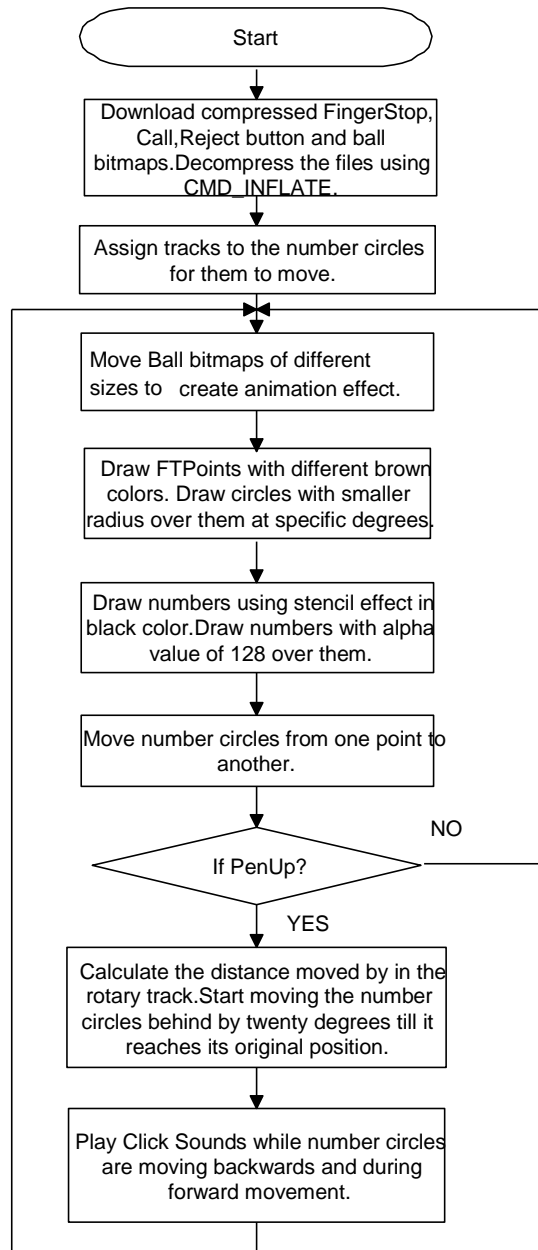 Start
Download compressed FingerStop,
Call,Reject button and ball
bitmaps.Decompress the files using
CMD_INFLATE.
Assign tracks to the number circles
for them to move.
Move Ball bitmaps of different
sizes to create animation effect.
Draw FTPoints with different brown
colors. Draw circles with smaller
radius over them at specific degrees.
Draw numbers using stencil effect in
black color.Draw numbers with alpha
value of 128 over them.
Move number circles from one point to
another.
If PenUp?
NO
YES
Calculate the distance moved by in the
rotary track.Start moving the number
circles behind by twenty degrees till it
reaches its original position.
Play Click Sounds while number circles
are moving backwards and during
forward movement.